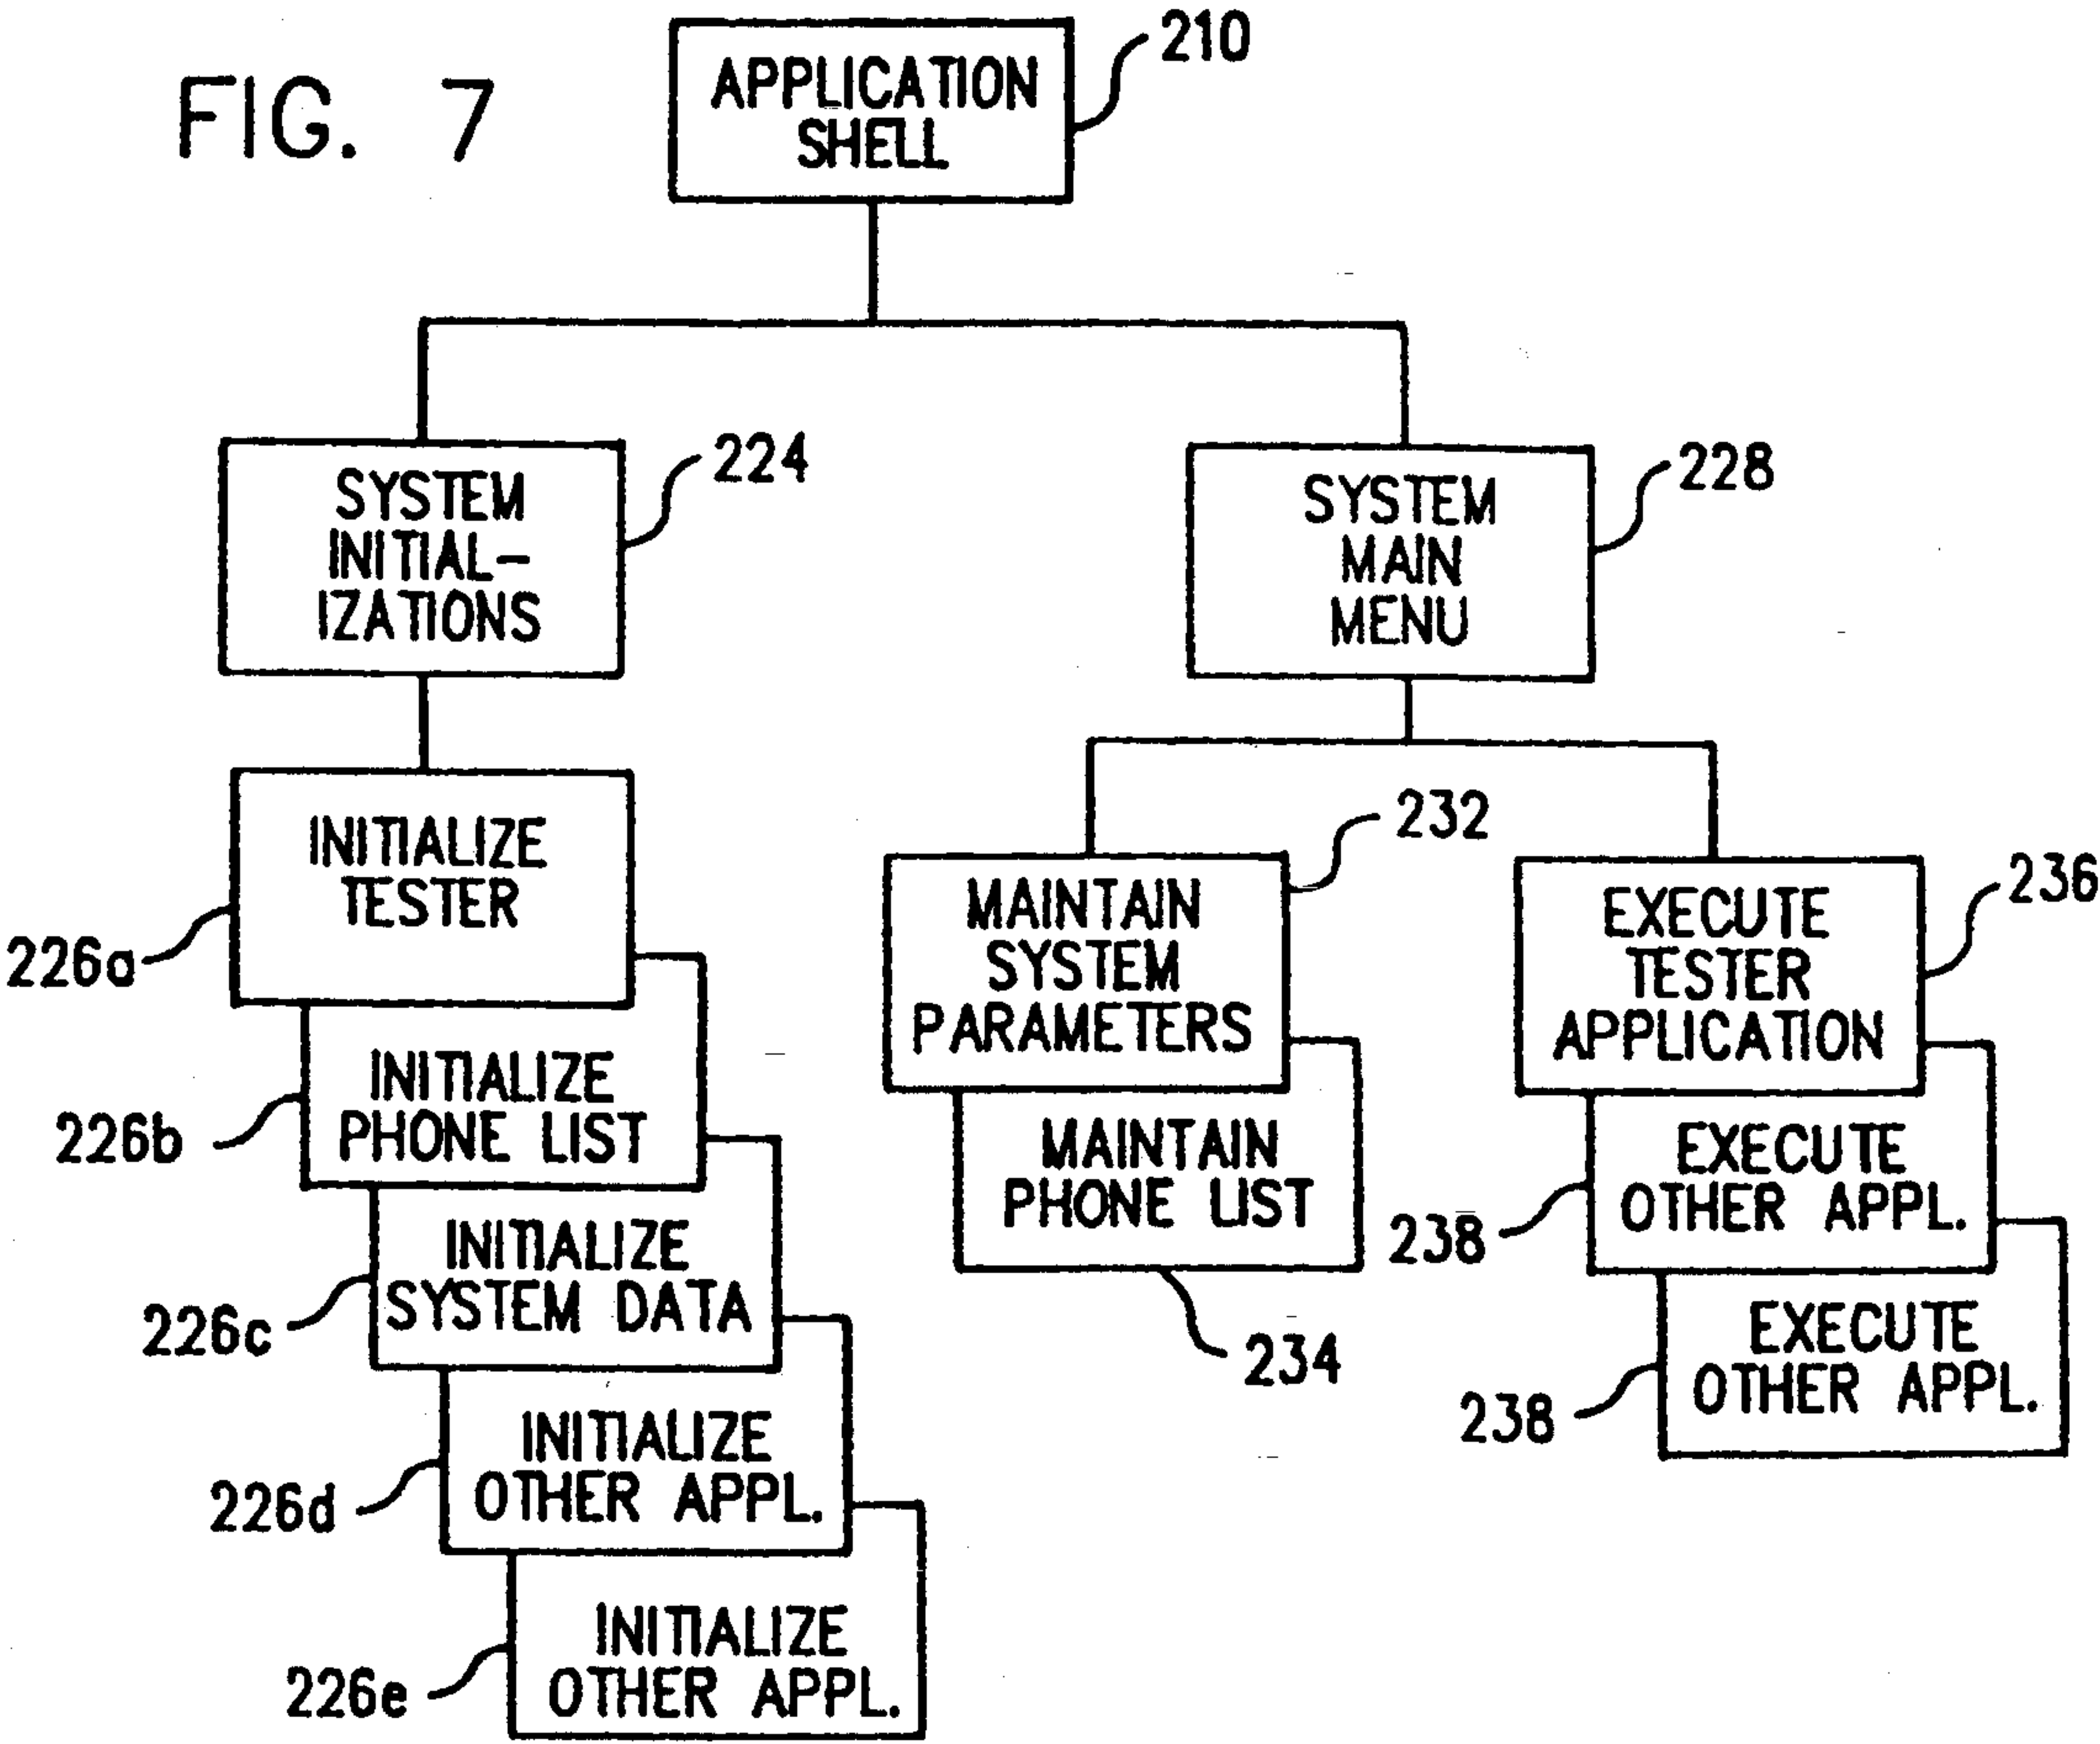 FIG. 7
APPLICATION
SHELL
210
SYSTEM
INITIAL-
IZATIONS
224
SYSTEM
MAIN
MENU
228
INITIALIZE
TESTER
226a
INITIALIZE
PHONE LIST
226b
INITIALIZE
SYSTEM DATA
226c
INITIALIZE
OTHER APPL.
226d
INITIALIZE
OTHER APPL.
226e
MAINTAIN
SYSTEM
PARAMETERS
232
MAINTAIN
PHONE LIST
234
EXECUTE
TESTER
APPLICATION
236
EXECUTE
OTHER APPL.
238
EXECUTE
OTHER APPL.
238